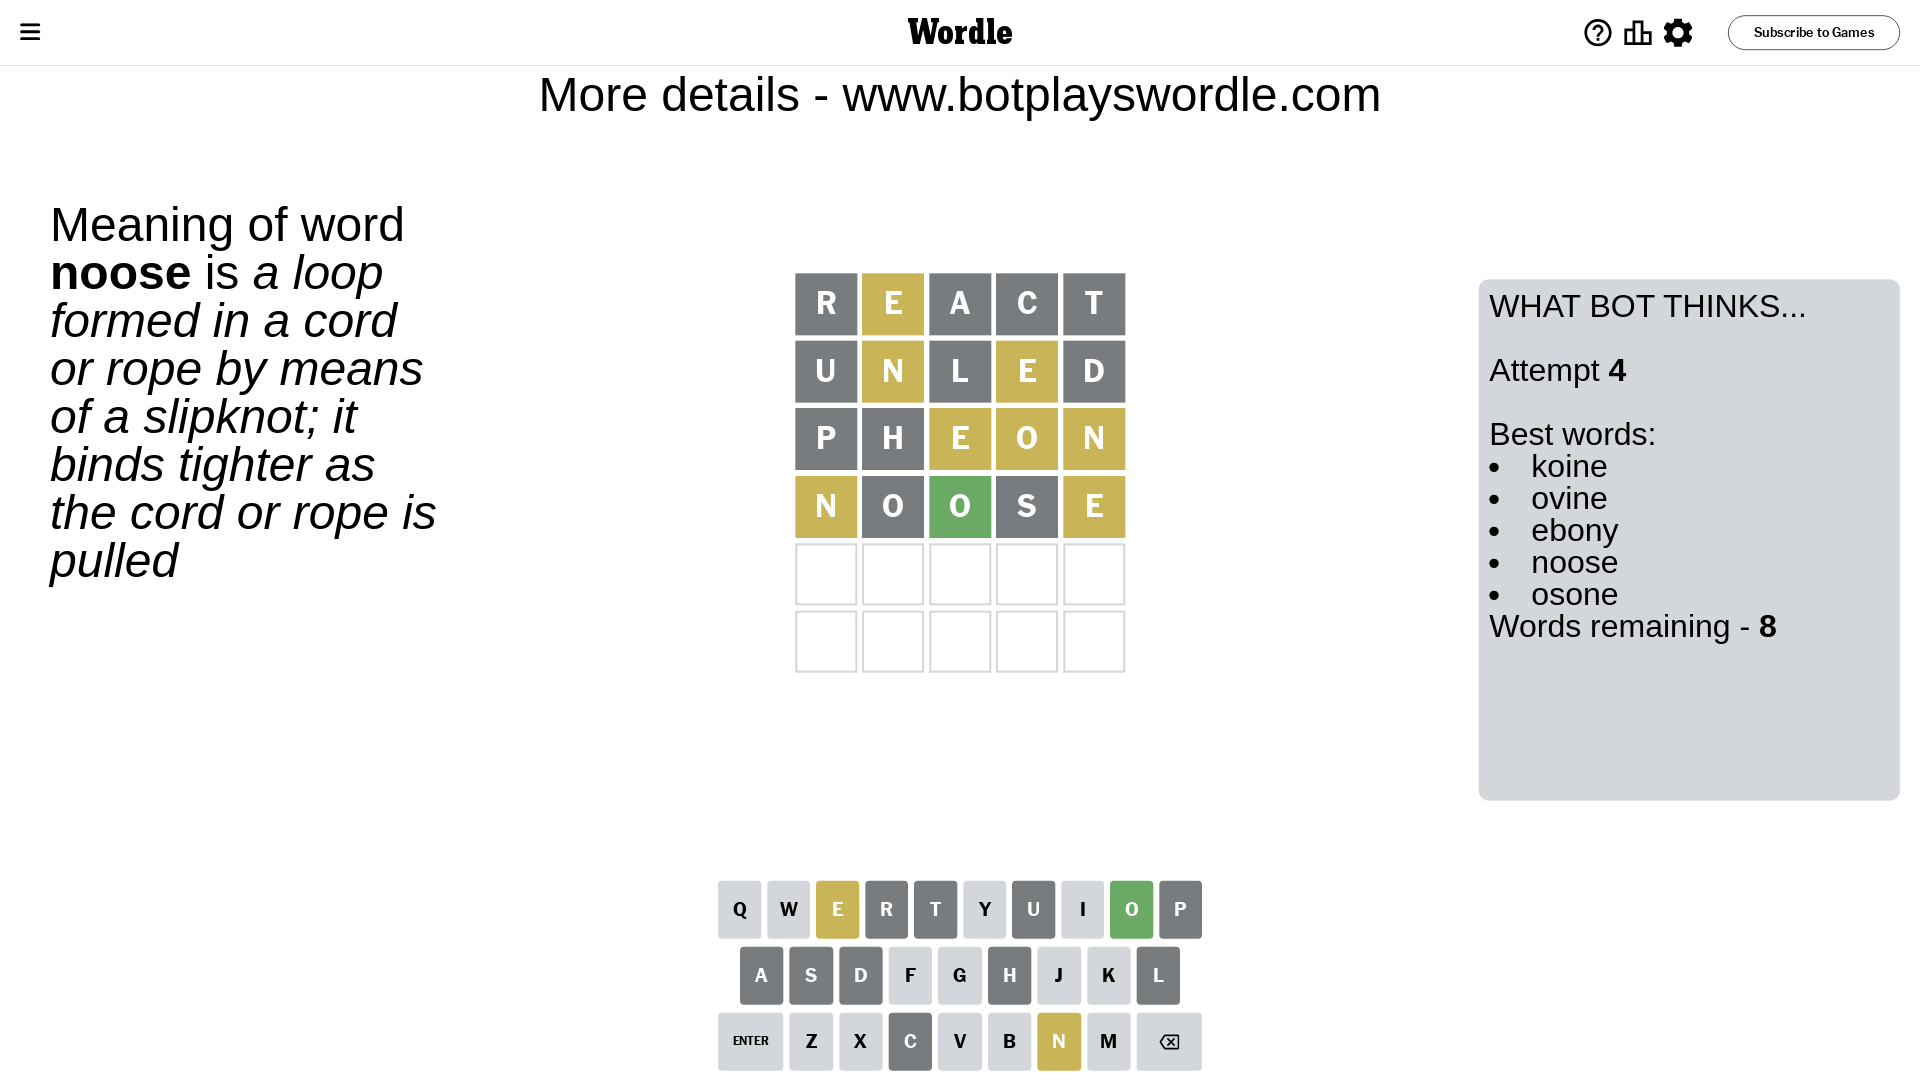 Wordle
Subscribe to Games
More details - www.botplayswordle.com
Meaning of word
noose is a loop
formed in a cord
or rope by means
of a slipknot; it
binds tighter as
the cord or rope is
pulled
R E A C T
U N L E D
P H E O N
N O O S E
WHAT BOT THINKS...
Attempt 4
Best words:
• koine
• ovine
• ebony
• noose
• osone
Words remaining - 8
Q W E R T Y U I O P
A S D F G H J K L
ENTER Z X C V B N M